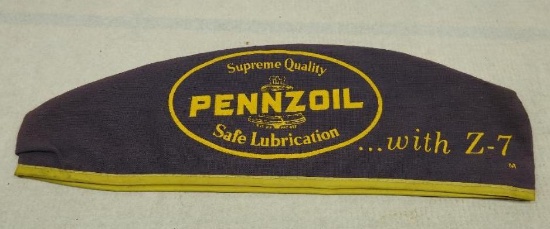 Supreme Quality
PENNZOIL
Safe Lubrication
...with Z-7